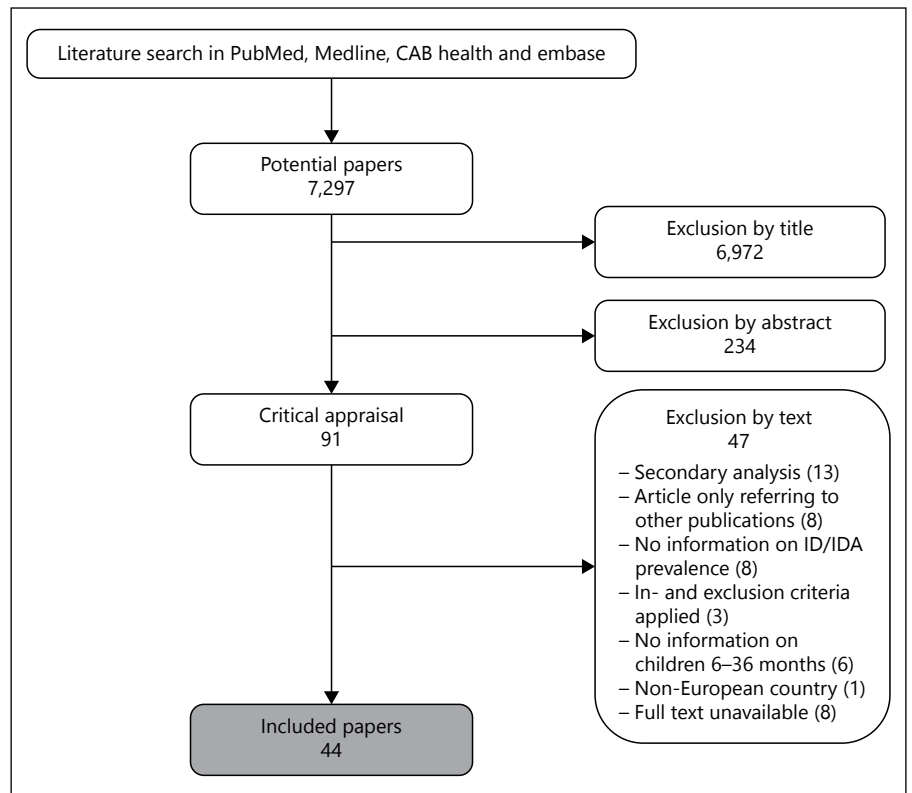 Literature search in PubMed, Medline, CAB health and embase
Potential papers
7,297
Exclusion by title
6,972
Exclusion by abstract
234
Critical appraisal
91
Exclusion by text
47
– Secondary analysis (13)
– Article only referring to
other publications (8)
– No information on ID/IDA
prevalence (8)
– In- and exclusion criteria
applied (3)
– No information on
children 6–36 months (6)
– Non-European country (1)
– Full text unavailable (8)
Included papers
44